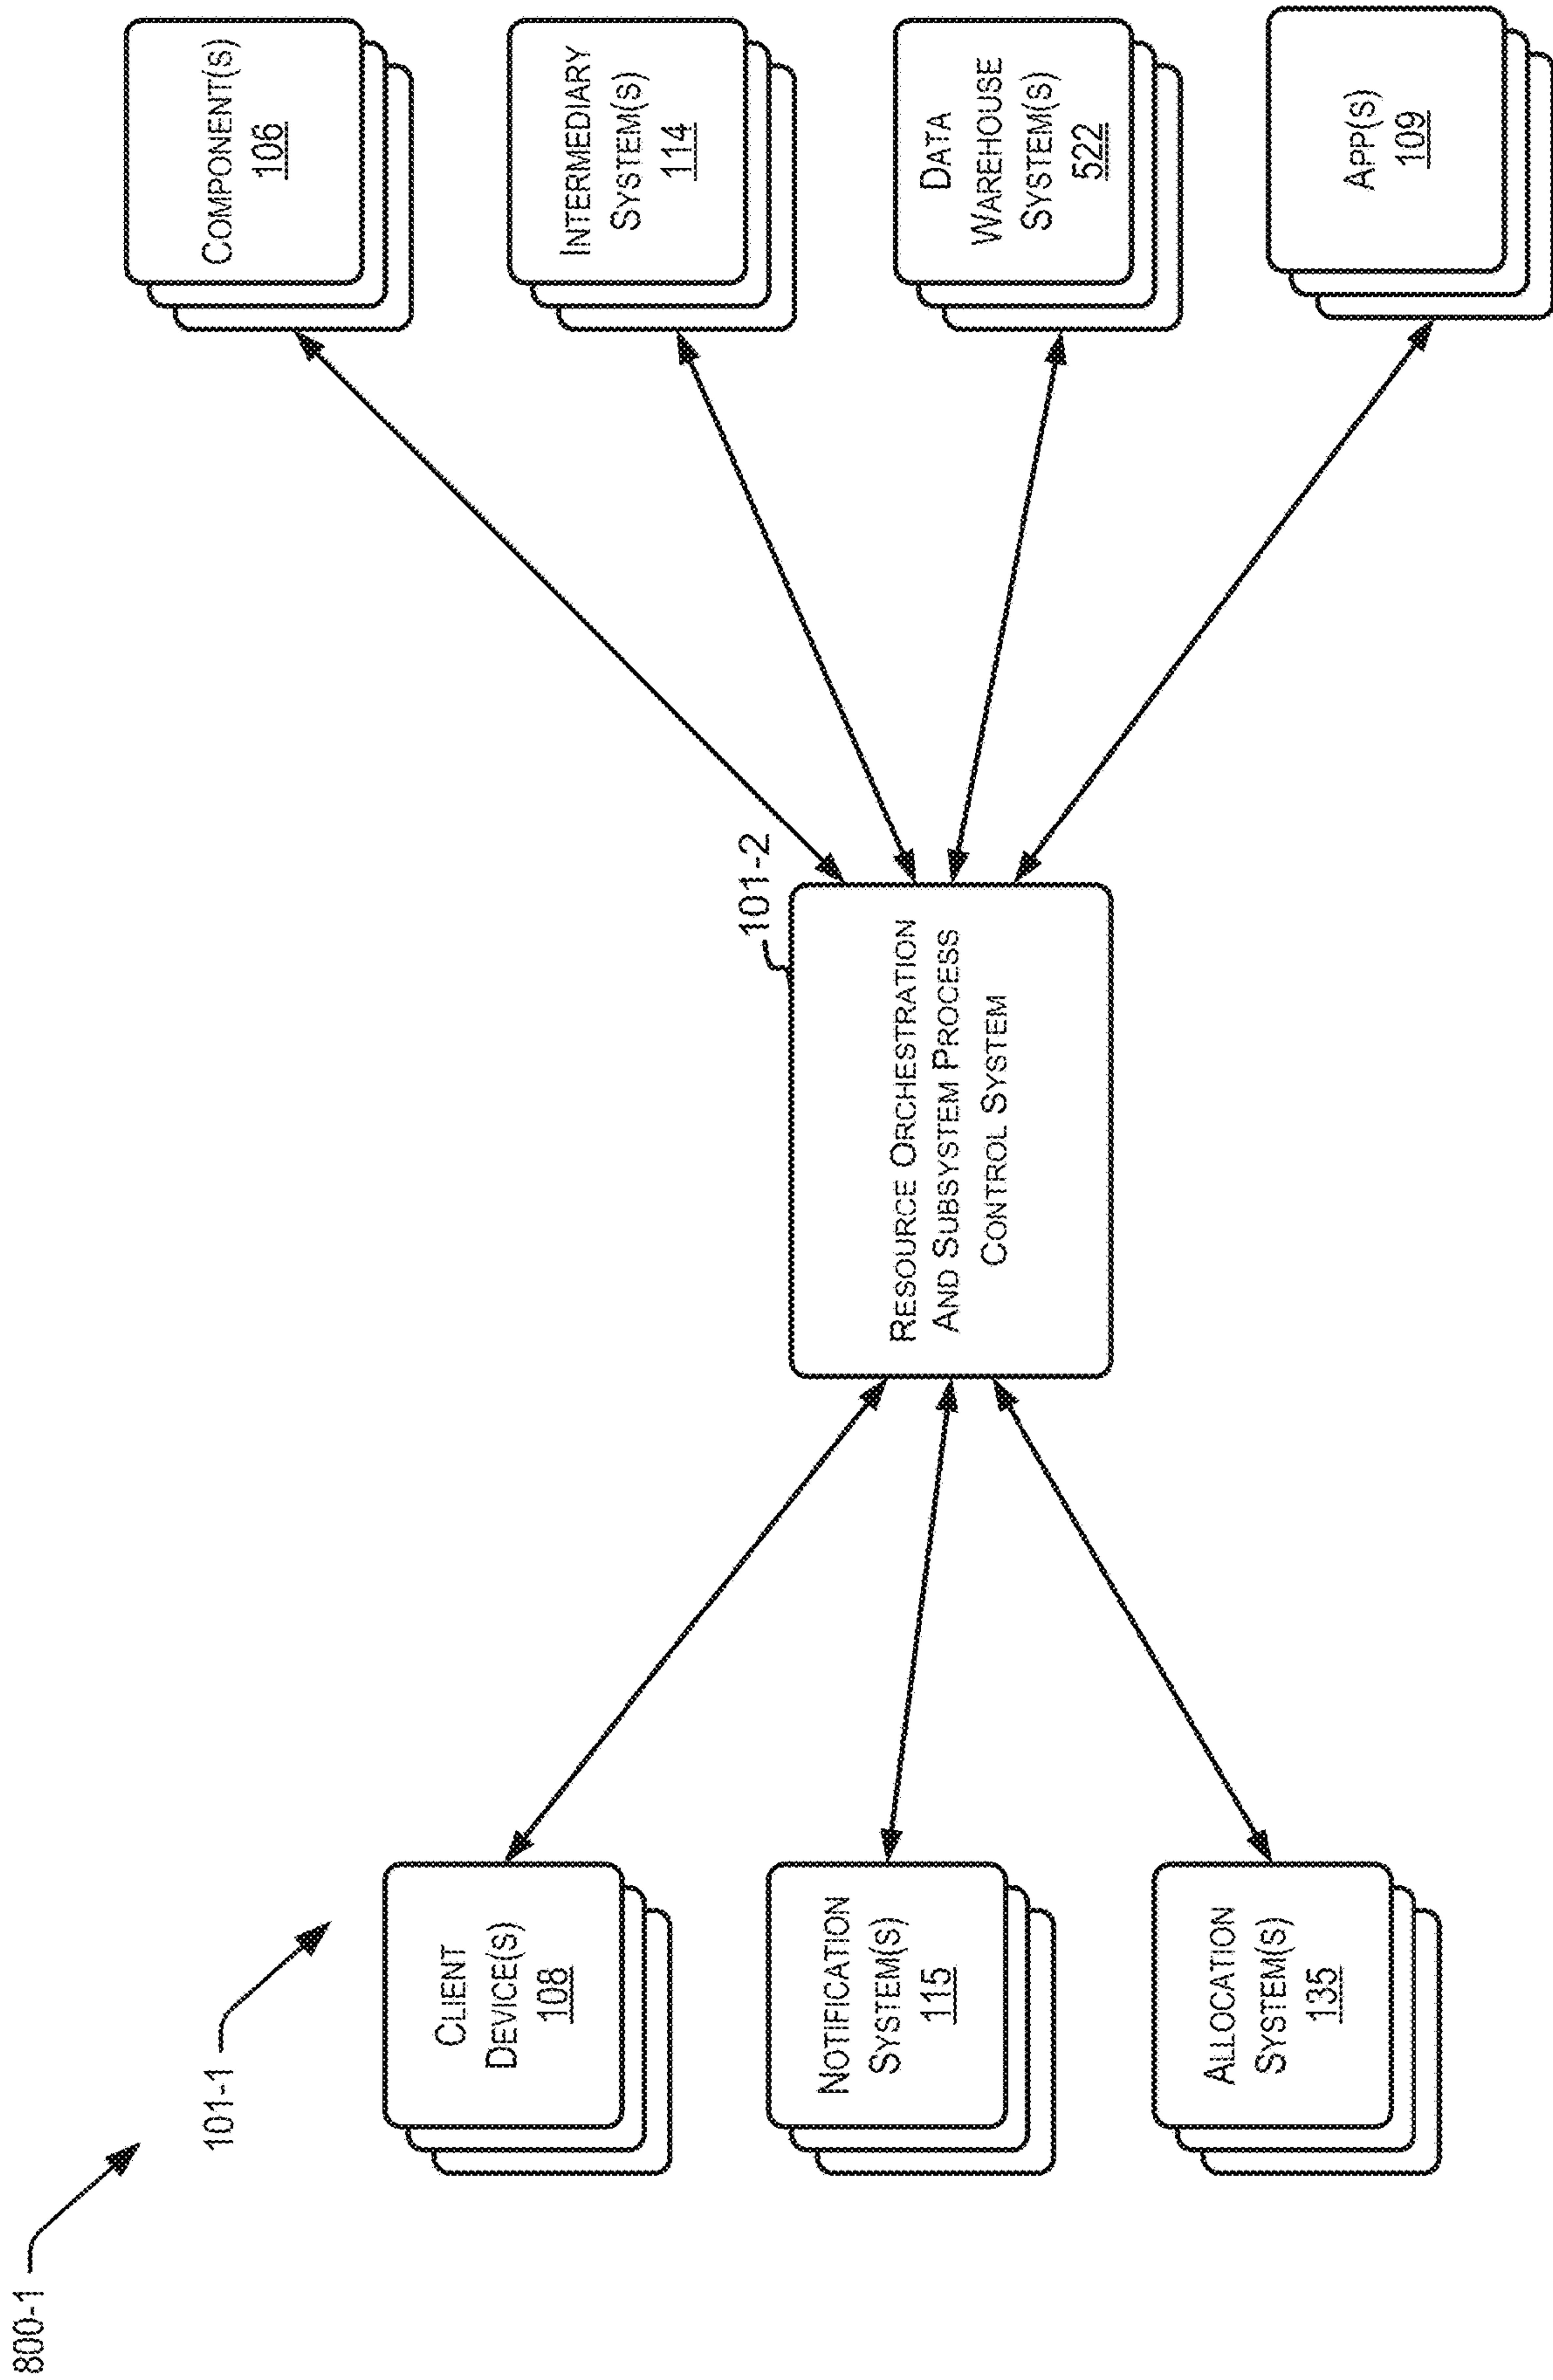 800-1
101-1
CLIENT
DEVICE(S)
108
NOTIFICATION
SYSTEM(S)
115
ALLOCATION
SYSTEM(S)
135
101-2
RESOURCE ORCHESTRATION
AND SUBSYSTEM PROCESS
CONTROL SYSTEM
COMPONENT(S)
106
INTERMEDIARY
SYSTEM(S)
114
DATA
WAREHOUSE
SYSTEM(S)
522
APP(S)
109